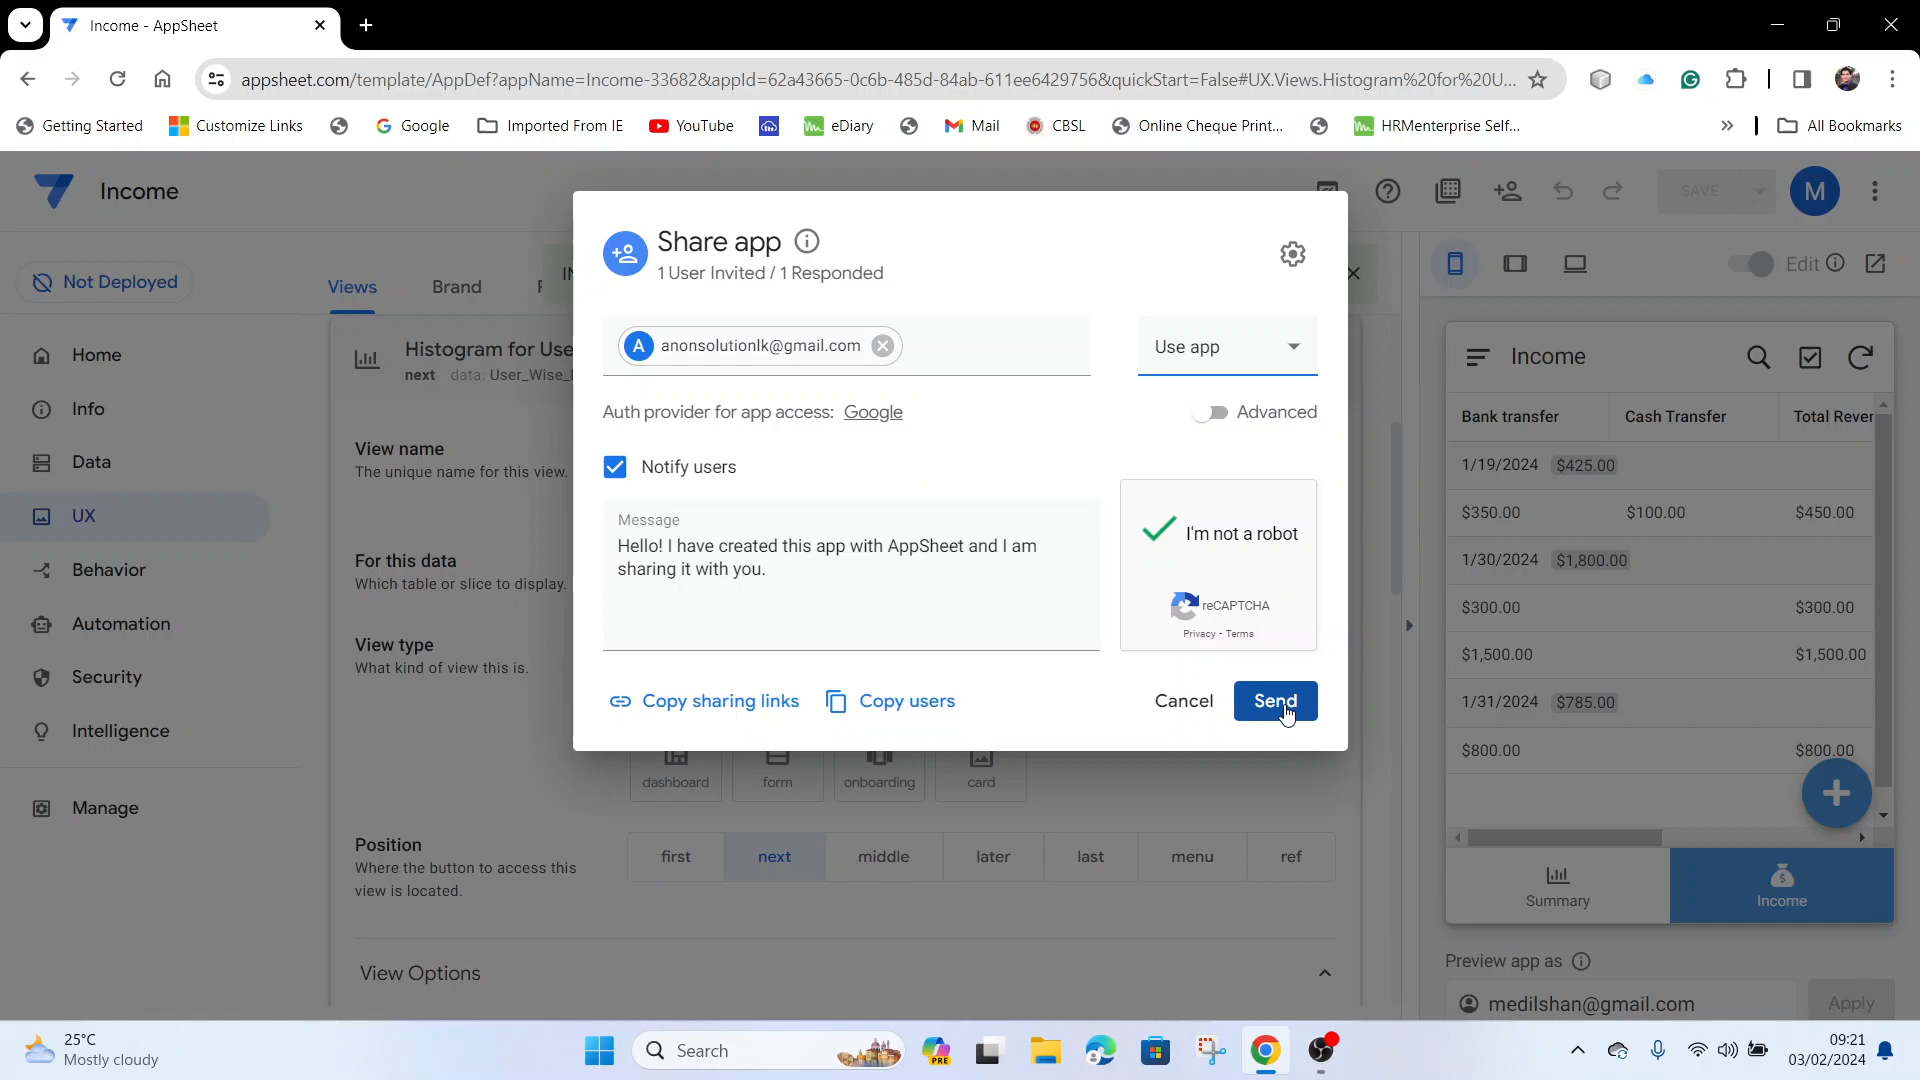 Income - AppSheet
appsheet.com/template/AppDef?appName=Income-33682&appId=62a43665-0c6b-485d-84ab-611ee6429756&quickStart=False#UX.Views.Histogram%20for%20U...
Getting Started
Customize Links
Google
Imported From IE
YouTube
eDiary
Mail
CBSL
Online Cheque Print...
HRMenterprise Self...
All Bookmarks
Income
SAVE
M
Not Deployed
Views
Brand
Edit
Home
Info
Data
UX
Behavior
Automation
Security
Intelligence
Manage
Histogram for Use
next data: User_Wise_
View name
The unique name for this view.
For this data
Which table or slice to display.
View type
What kind of view this is.
dashboard
form
onboarding
card
Position
Where the button to access this
view is located.
first
next
middle
later
last
menu
ref
View Options
Share app
1 User Invited / 1 Responded
A
anonsolutionlk@gmail.com
Use app
Auth provider for app access: Google
Advanced
Notify users
Message
Hello! I have created this app with AppSheet and I am
sharing it with you.
I'm not a robot
reCAPTCHA
Privacy - Terms
Copy sharing links
Copy users
Cancel
Send
Income
Bank transfer
Cash Transfer
Total Rever
1/19/2024 $425.00
$350.00 $100.00 $450.00
1/30/2024 $1,800.00
$300.00 $300.00
$1,500.00 $1,500.00
1/31/2024 $785.00
$800.00 $800.00
Summary
Income
Preview app as
medilshan@gmail.com
Apply
25°C
Mostly cloudy
Search
PRE
09:21
03/02/2024